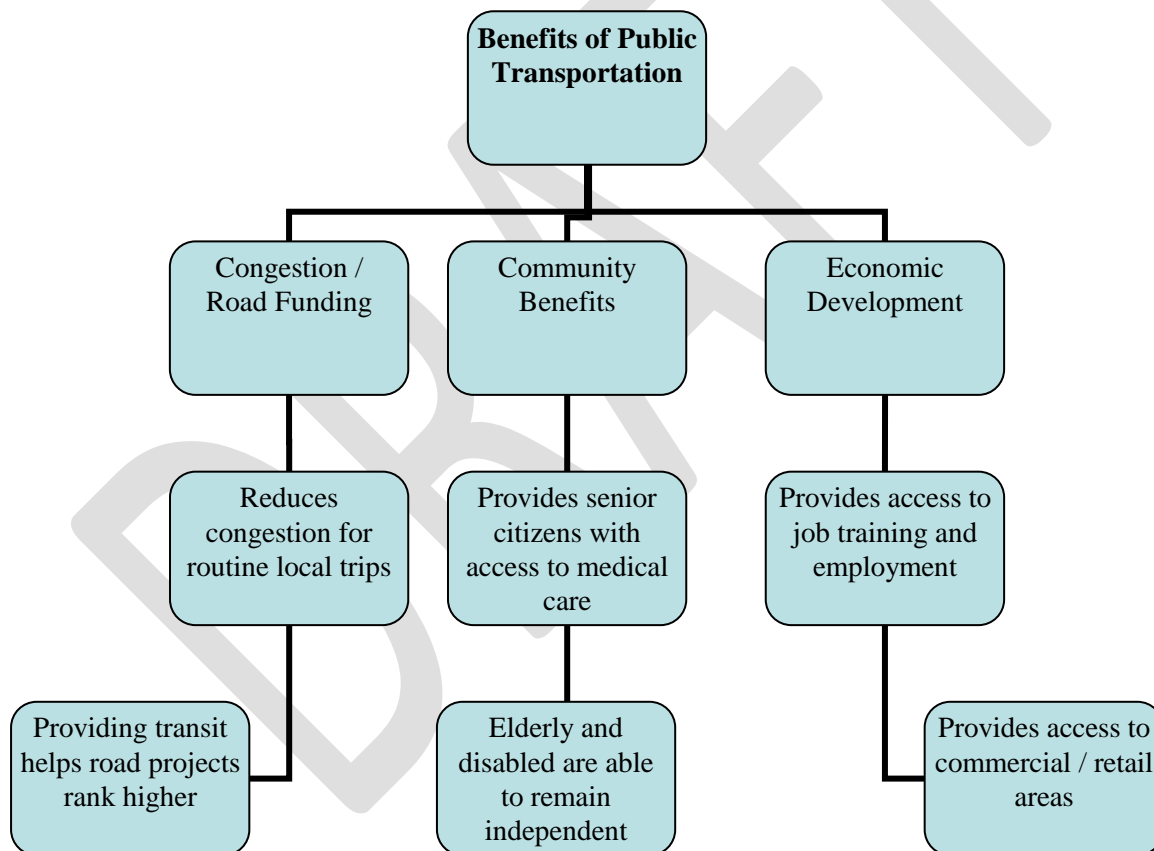 Benefits of Public
Transportation
Congestion /
Road Funding
Community
Benefits
Economic
Development
Reduces
congestion for
routine local trips
Provides senior
citizens with
access to medical
care
Provides access to
job training and
employment
Providing transit
helps road projects
rank higher
Elderly and
disabled are able
to remain
independent
Provides access to
commercial / retail
areas
DRAFT